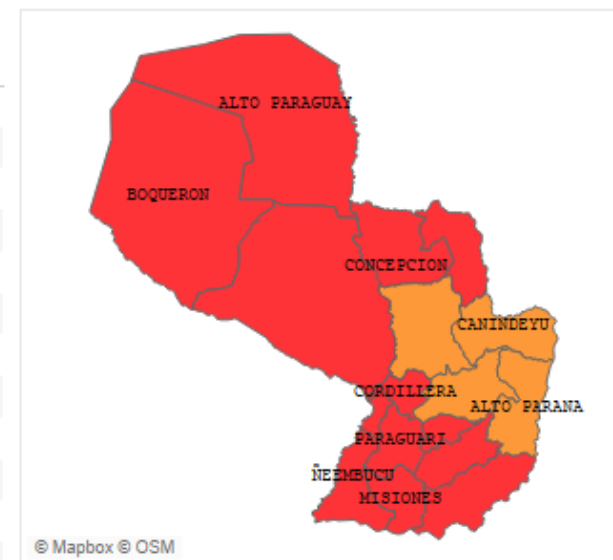 ALTO PARAGUAY
BOQUERON
CONCEPCION
CANINDEYU
CORDILLERA
ALTO PARANA
PARAGUARI
ÑEEMBUCU
MISIONES
© Mapbox © OSM